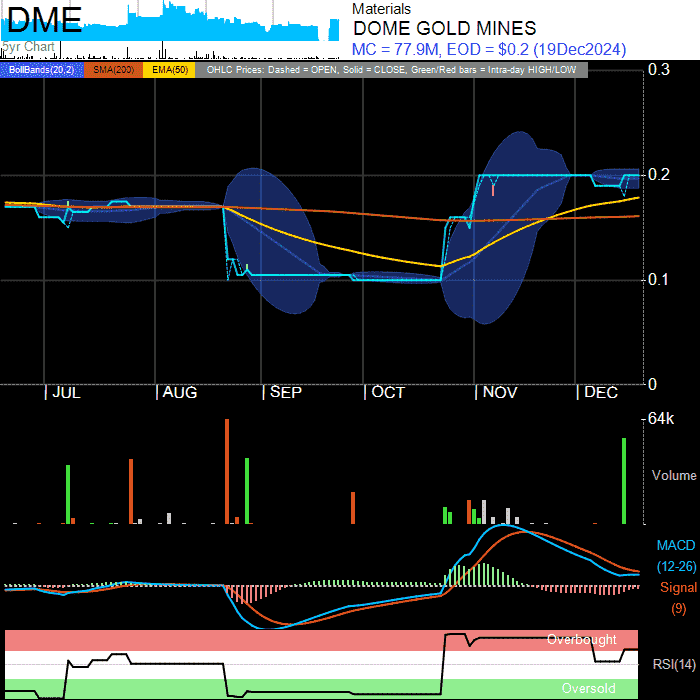 DME
5yr Chart
Materials
DOME GOLD MINES
MC = 77.9M, EOD = $0.2 (19Dec2024)
BollBands(20,2) SMA(200) EMA(50) OHLC Prices: Dashed = OPEN, Solid = CLOSE, Green/Red bars = Intra-day HIGH/LOW
0.3
0.2
0.1
0
| JUL | AUG | SEP | OCT | NOV | DEC
64k
Volume
MACD
(12-26)
Signal
(9)
Overbought
RSI(14)
Oversold